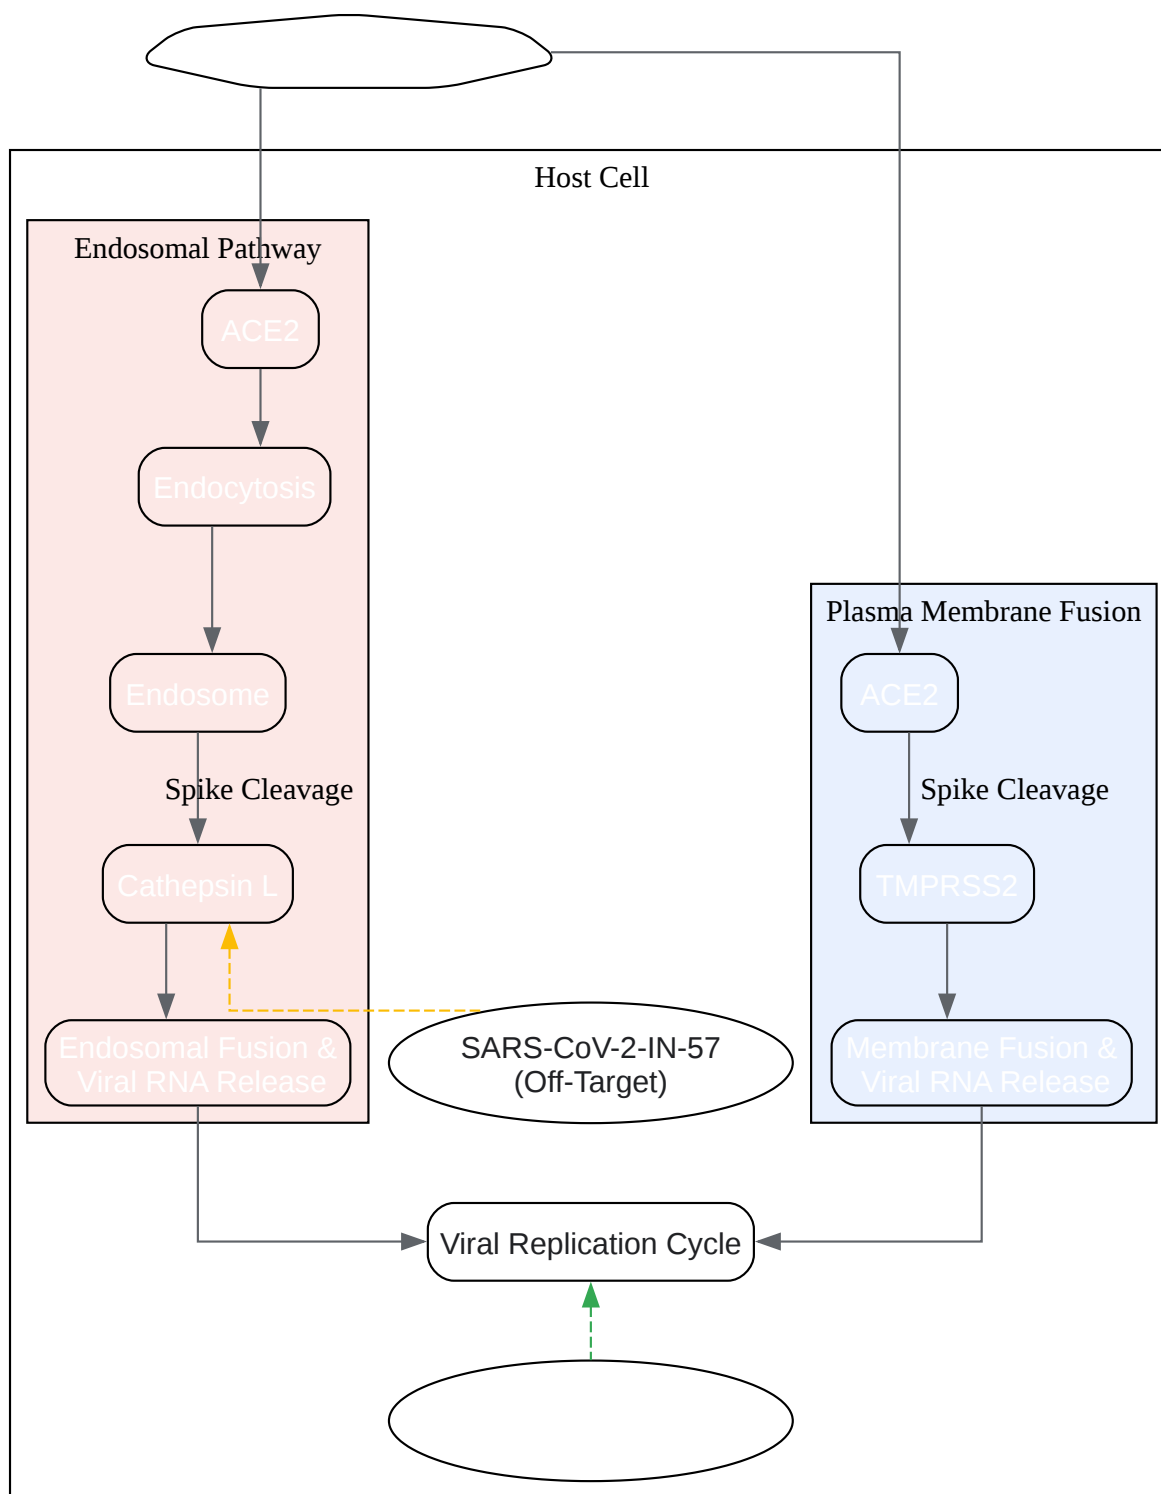 Host Cell
Endosomal Pathway
ACE2
Endocytosis
Plasma Membrane Fusion
Endosome
ACE2
Spike Cleavage
Spike Cleavage
Cathepsin L
TMPRSS2
Endosomal Fusion &
Viral RNA Release
SARS-CoV-2-IN-57
(Off-Target)
Membrane Fusion &
Viral RNA Release
Viral Replication Cycle